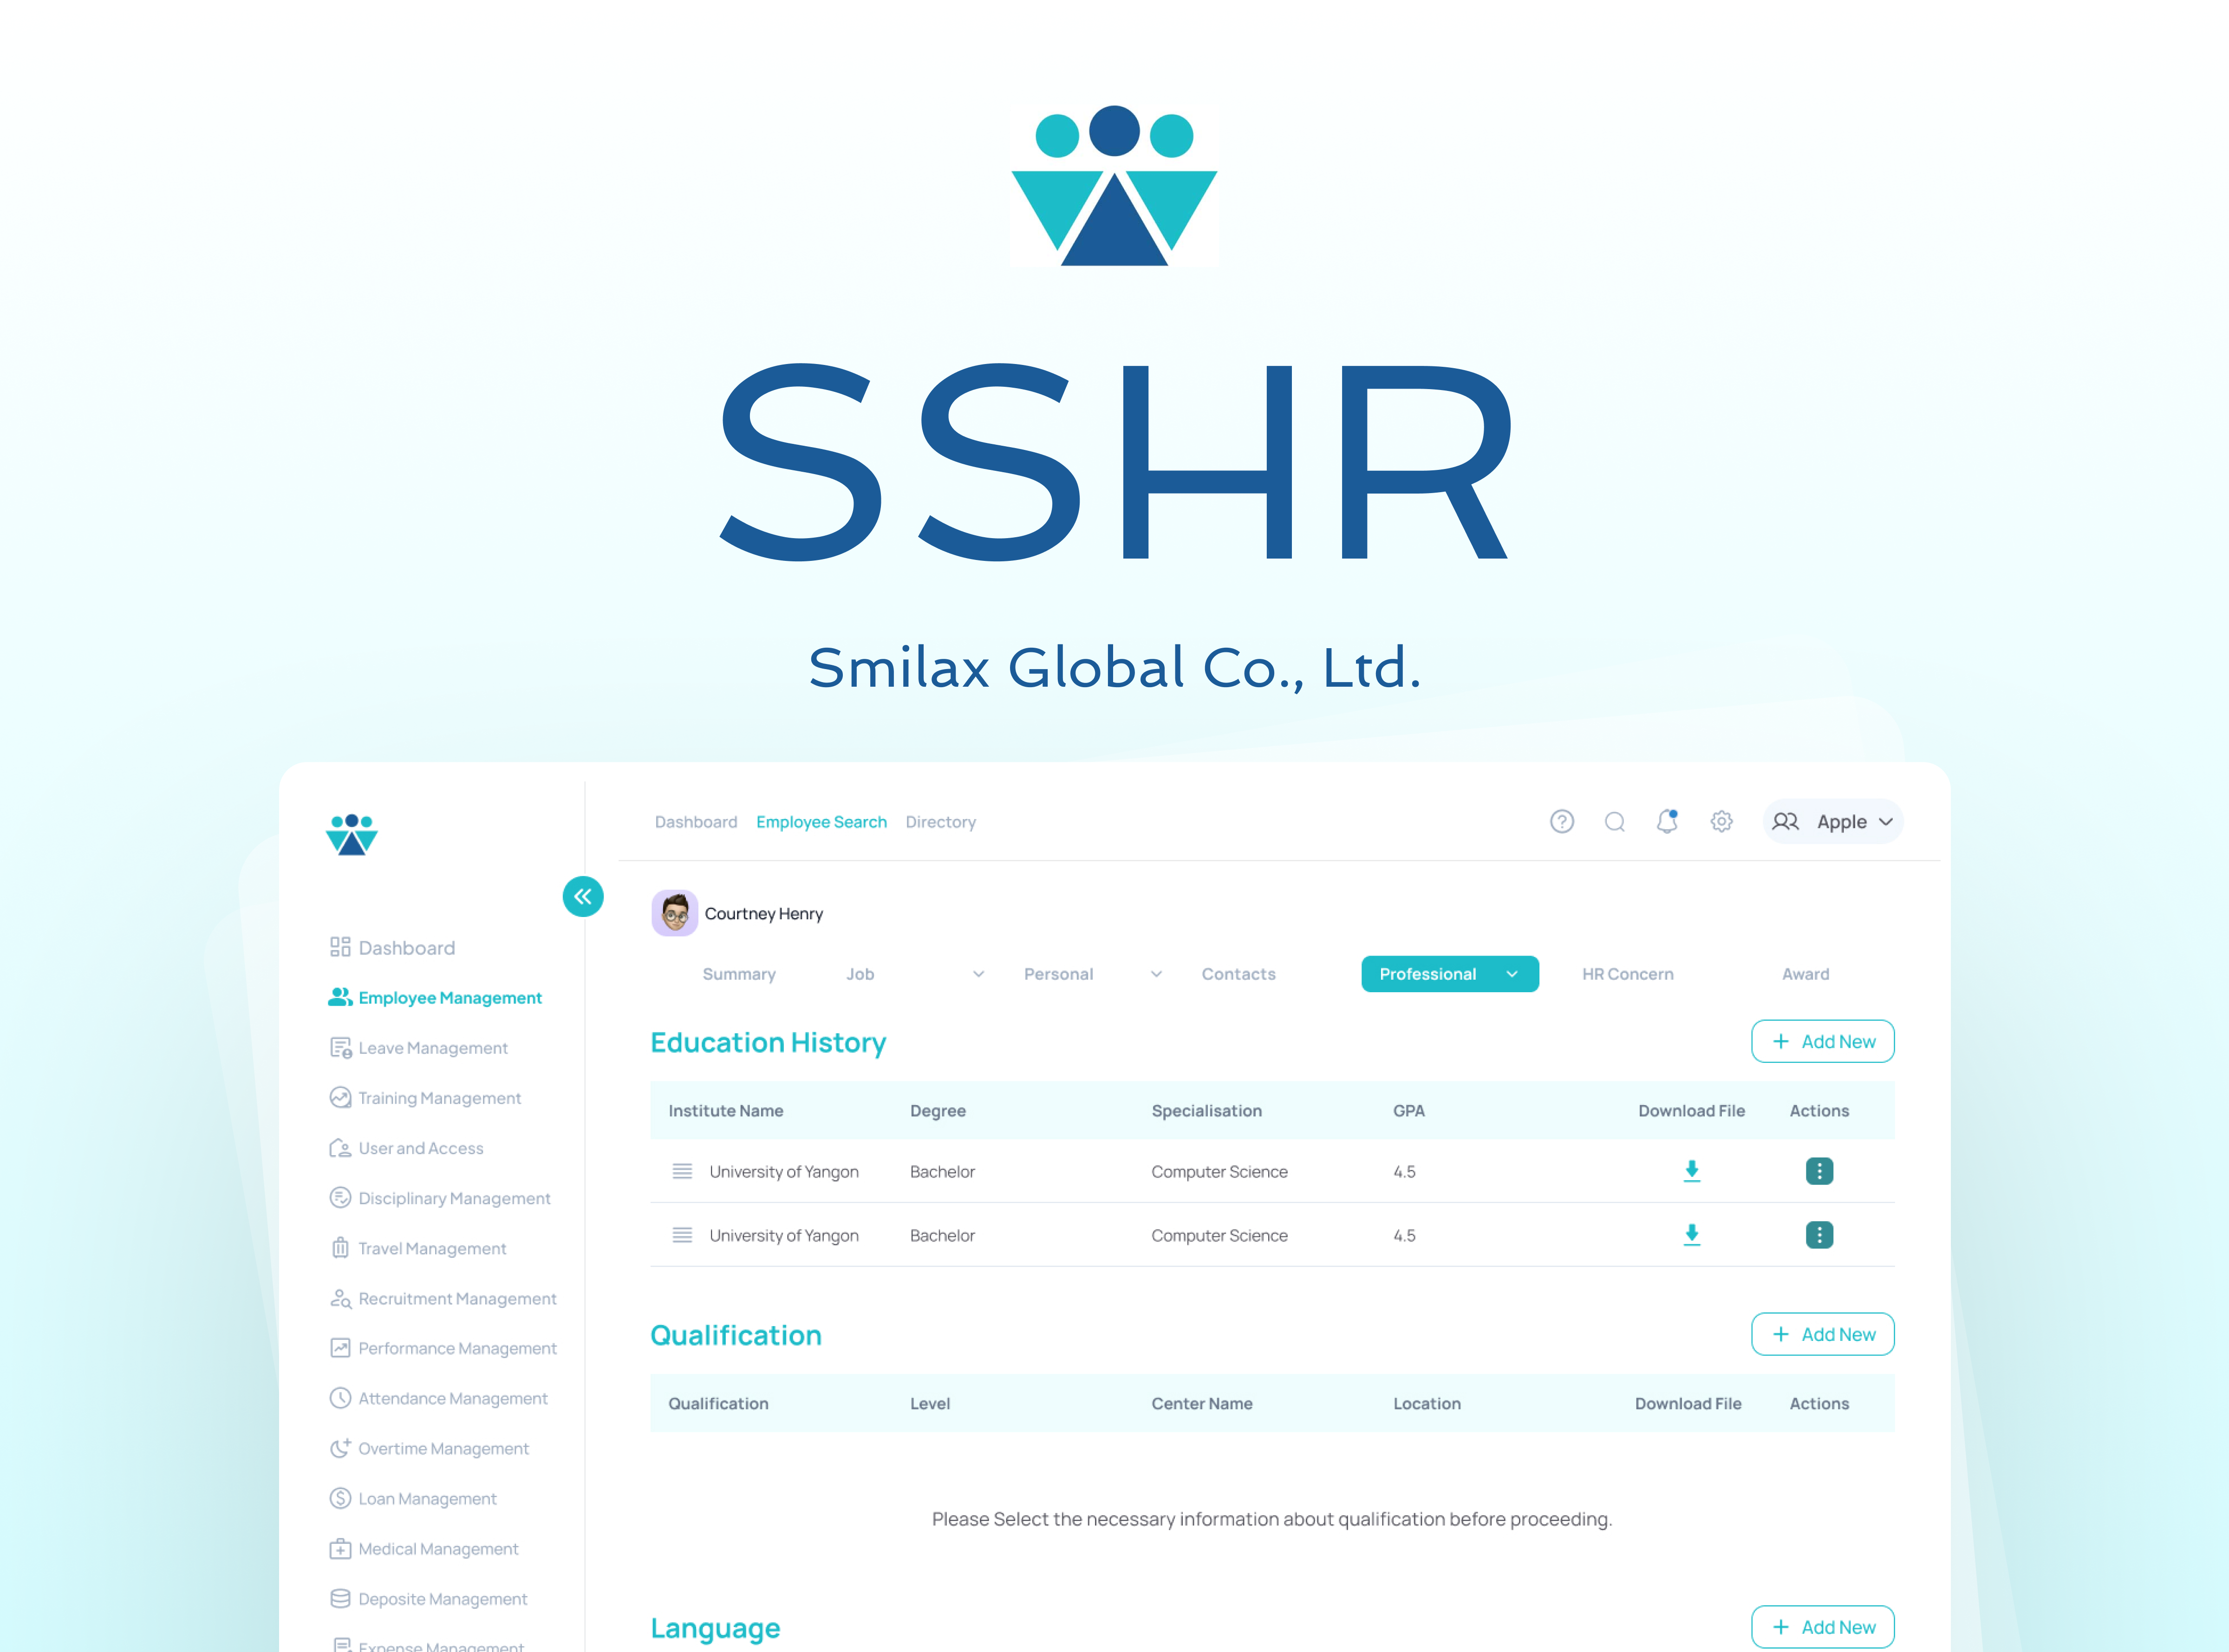 SSHR
Smilax Global Co., Ltd.
Dashboard Employee Search Directory
Apple
Courtney Henry
Summary Job Personal Contacts Professional HR Concern Award
Dashboard
Employee Management
Leave Management
Training Management
User and Access
Disciplinary Management
Travel Management
Recruitment Management
Performance Management
Attendance Management
Overtime Management
Loan Management
Medical Management
Deposite Management
Expense Management
Education History
+ Add New
Institute Name Degree Specialisation GPA Download File Actions
University of Yangon Bachelor Computer Science 4.5
University of Yangon Bachelor Computer Science 4.5
Qualification
+ Add New
Qualification Level Center Name Location Download File Actions
Please Select the necessary information about qualification before proceeding.
Language
+ Add New